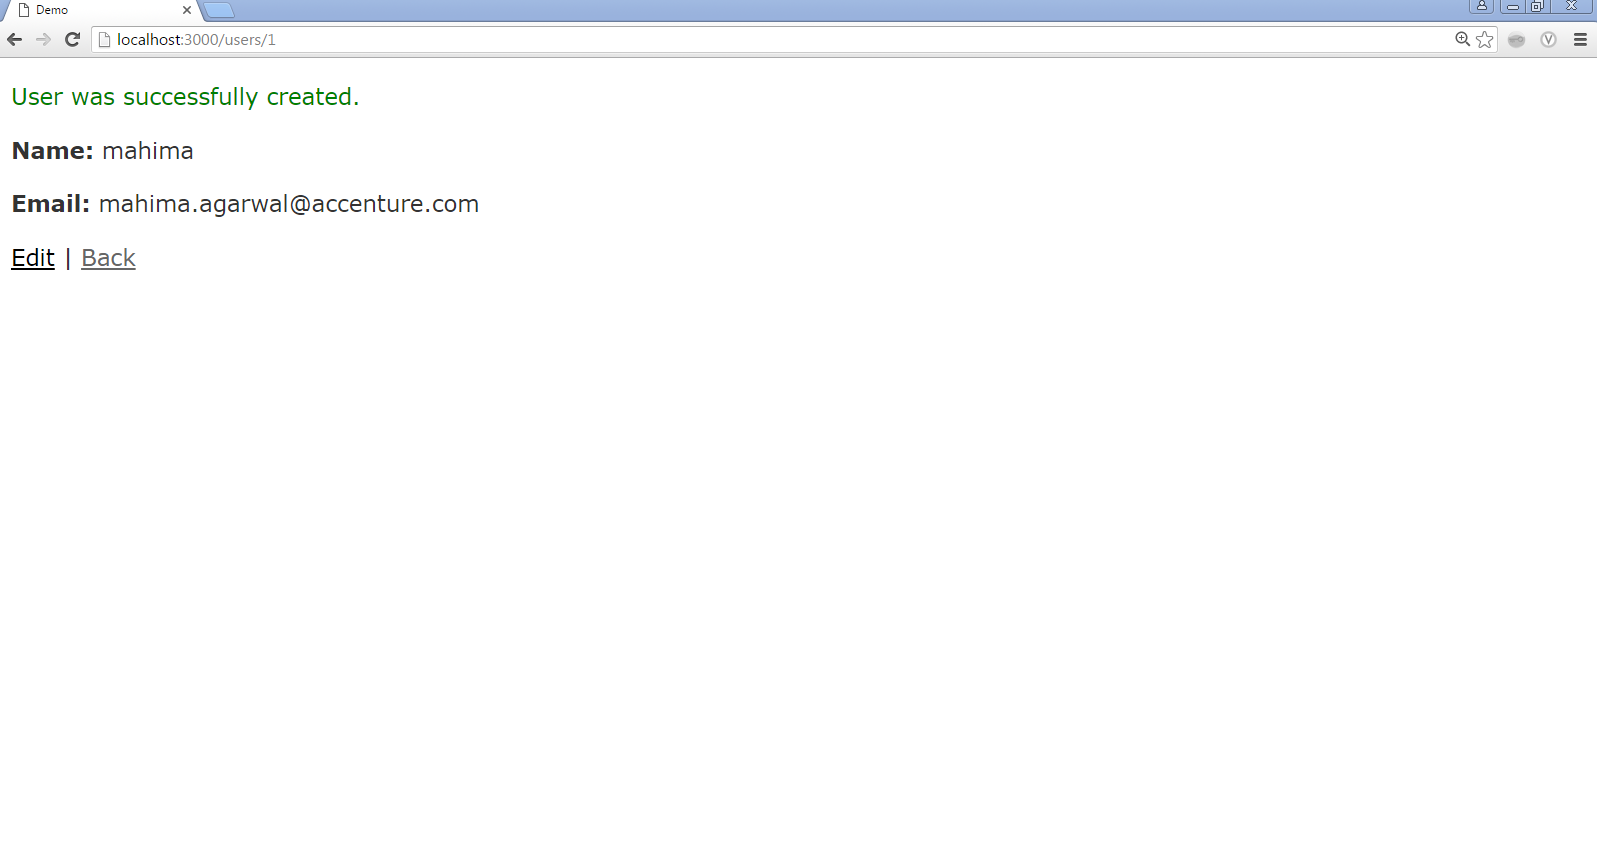 Demo
localhost:3000/users/1
User was successfully created.
Name: mahima
Email: mahima.agarwal@accenture.com
Edit | Back